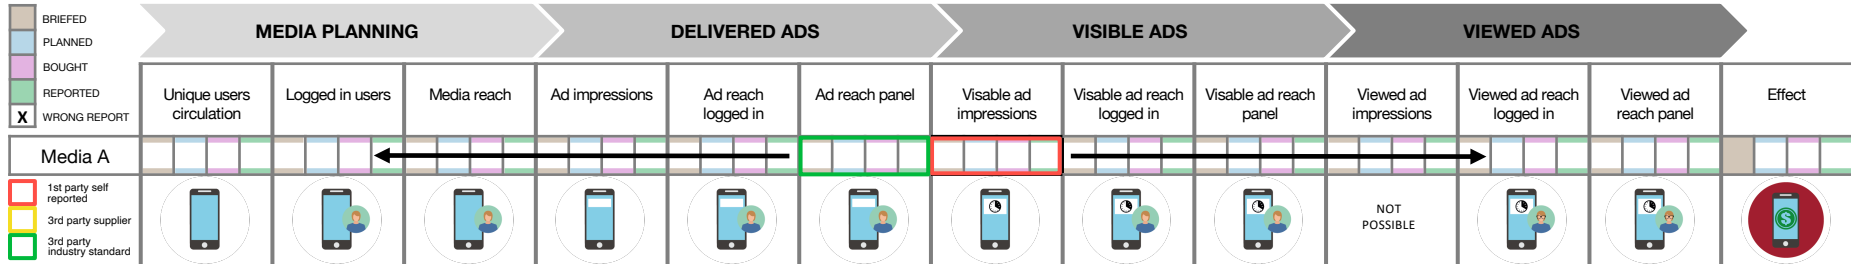 BRIEFED
PLANNED
BOUGHT
REPORTED
X WRONG REPORT
MEDIA PLANNING
DELIVERED ADS
VISIBLE ADS
VIEWED ADS
Unique users
circulation
Logged in users
Media reach
Ad impressions
Ad reach
logged in
Ad reach panel
Visable ad
impressions
Visable ad reach
logged in
Visable ad reach
panel
Viewed ad
impressions
Viewed ad reach
logged in
Viewed ad
reach panel
Effect
Media A
1st party self
reported
3rd party supplier
3rd party
industry standard
NOT
POSSIBLE
$